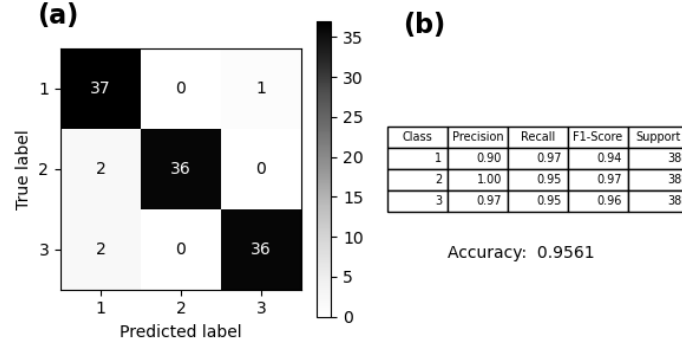 (a)
(b)
True label
1
37
0
1
2
2
36
0
3
2
0
36
1
2
3
Predicted label
35
30
25
20
15
10
5
0
Class Precision Recall F1-Score Support
1 0.90 0.97 0.94 38
2 1.00 0.95 0.97 38
3 0.97 0.95 0.96 38
Accuracy: 0.9561